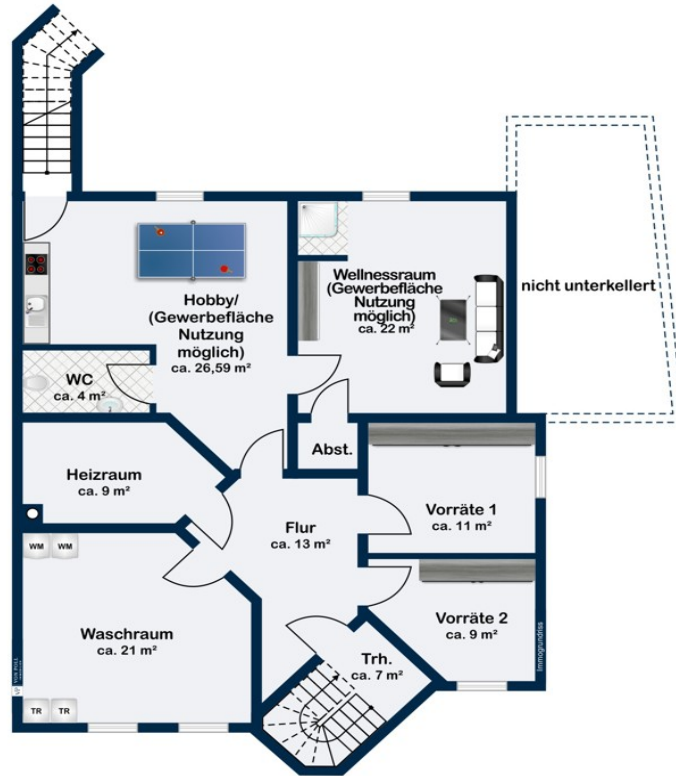 Hobby/
(Gewerbefläche
Nutzung
möglich)
ca. 26,59 m²
Wellnessraum
(Gewerbefläche
Nutzung
möglich)
ca. 22 m²
nicht unterkellert
WC
ca. 4 m²
Abst.
Heizraum
ca. 9 m²
Vorräte 1
ca. 11 m²
Flur
ca. 13 m²
WM WM
Waschraum
ca. 21 m²
Vorräte 2
ca. 9 m²
Immogrundriss
Trh.
ca. 7 m²
VON POLL
TR TR